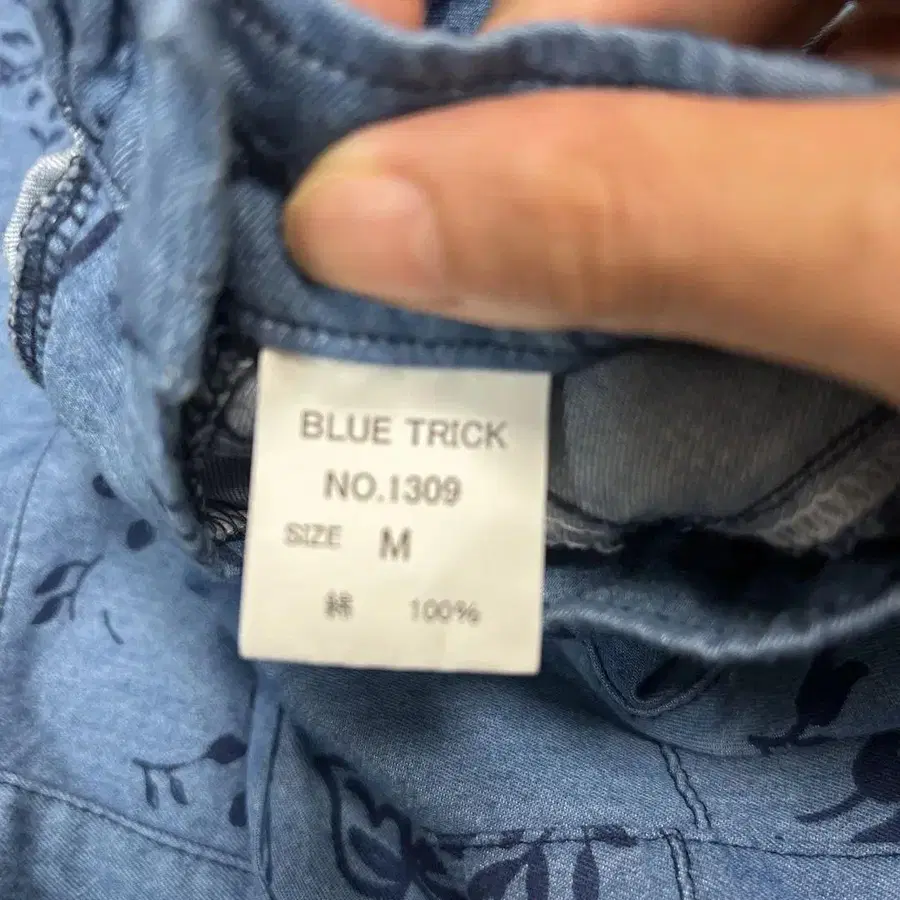 BLUE TRICK
NO.1309
SIZE M
綿 100%